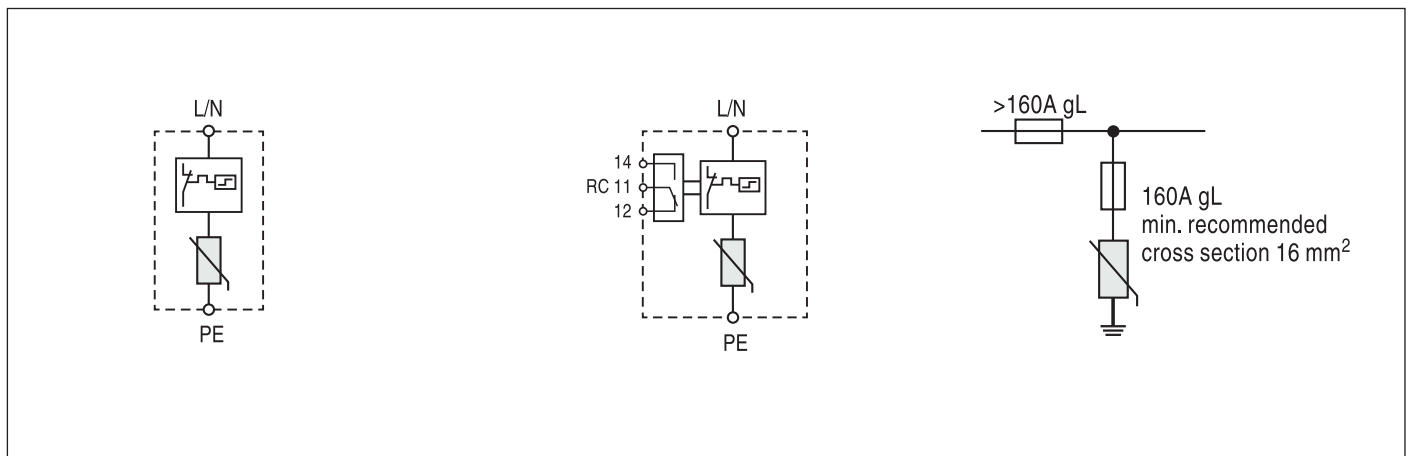 L/N
PE
L/N
14
RC 11
12
PE
>160A gL
160A gL
min. recommended
cross section 16 mm²